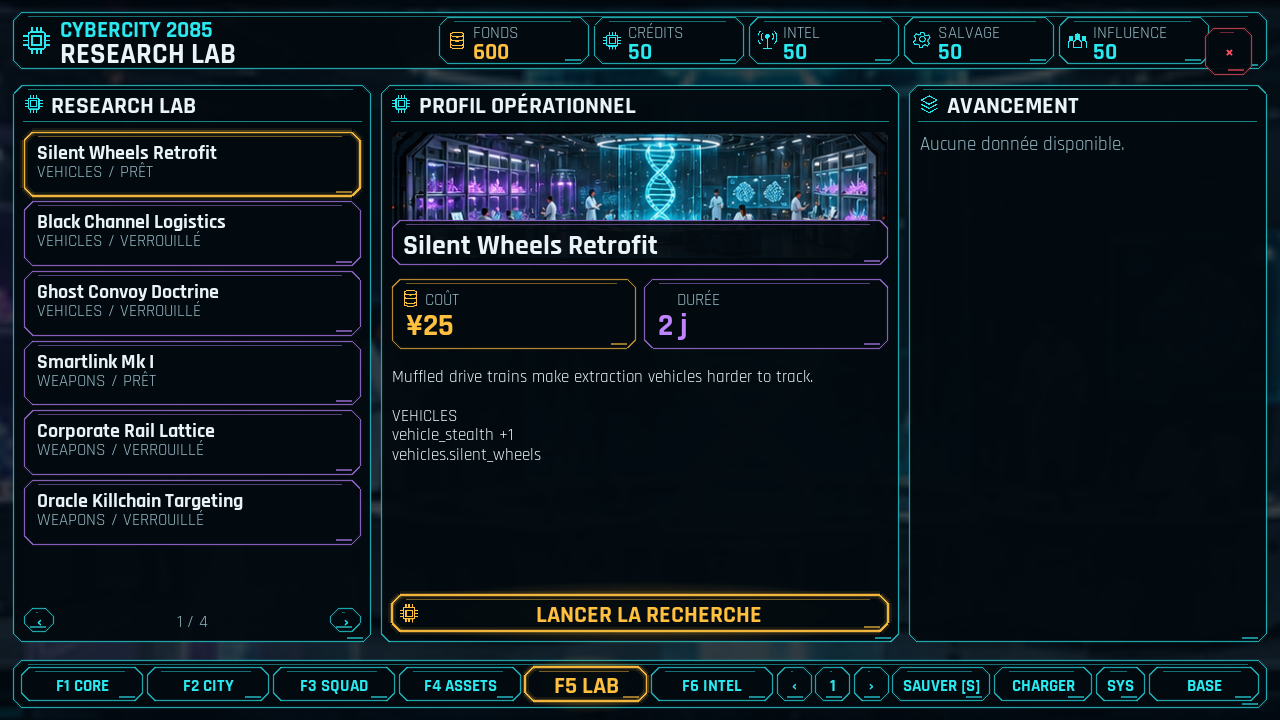 CYBERCITY 2085
RESEARCH LAB
FONDS
600
CRÉDITS
50
INTEL
50
SALVAGE
50
INFLUENCE
50
×
RESEARCH LAB
Silent Wheels Retrofit
VEHICLES / PRÊT
Black Channel Logistics
VEHICLES / VERROUILLÉ
Ghost Convoy Doctrine
VEHICLES / VERROUILLÉ
Smartlink Mk I
WEAPONS / PRÊT
Corporate Rail Lattice
WEAPONS / VERROUILLÉ
Oracle Killchain Targeting
WEAPONS / VERROUILLÉ
‹
1 / 4
›
PROFIL OPÉRATIONNEL
Silent Wheels Retrofit
COÛT
¥25
DURÉE
2 j
Muffled drive trains make extraction vehicles harder to track.
VEHICLES
vehicle_stealth +1
vehicles.silent_wheels
LANCER LA RECHERCHE
AVANCEMENT
Aucune donnée disponible.
F1 CORE
F2 CITY
F3 SQUAD
F4 ASSETS
F5 LAB
F6 INTEL
‹
1
›
SAUVER [S]
CHARGER
SYS
BASE